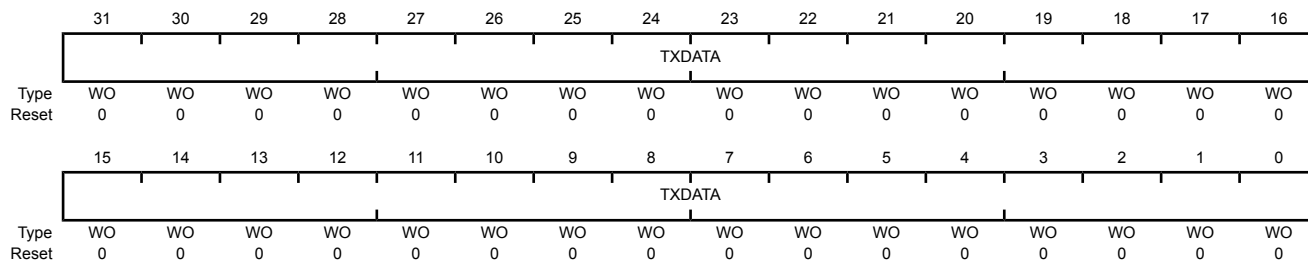 31 30 29 28 27 26 25 24 23 22 21 20 19 18 17 16
TXDATA
Type WO WO WO WO WO WO WO WO WO WO WO WO WO WO WO WO
Reset 0 0 0 0 0 0 0 0 0 0 0 0 0 0 0 0
15 14 13 12 11 10 9 8 7 6 5 4 3 2 1 0
TXDATA
Type WO WO WO WO WO WO WO WO WO WO WO WO WO WO WO WO
Reset 0 0 0 0 0 0 0 0 0 0 0 0 0 0 0 0